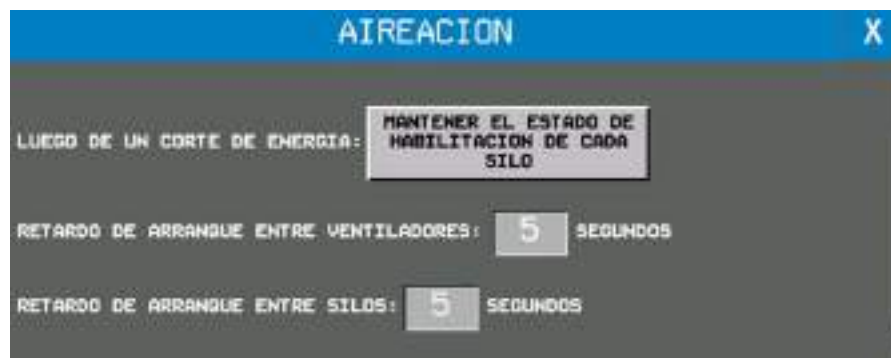 AIREACION X
LUEGO DE UN CORTE DE ENERGIA:
MANTENER EL ESTADO DE
HABILITACION DE CADA
SILO
RETARDO DE ARRANQUE ENTRE VENTILADORES: 5 SEGUNDOS
RETARDO DE ARRANQUE ENTRE SILOS: 5 SEGUNDOS